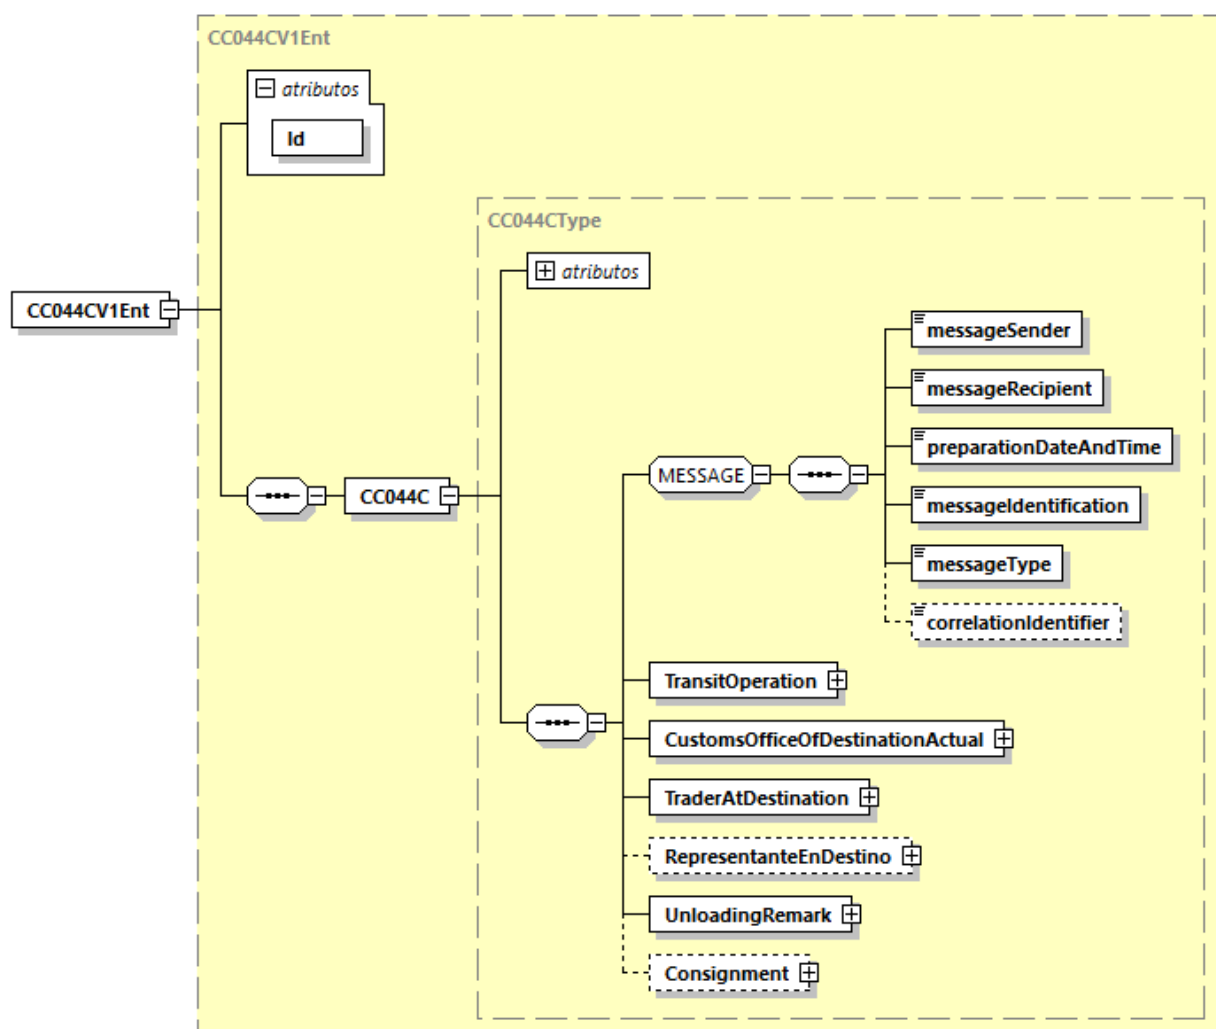 CC044CV1Ent
atributos
Id
CC044CType
atributos
CC044CV1Ent
messageSender
messageRecipient
preparationDateAndTime
MESSAGE
CC044C
messageIdentification
messageType
correlationIdentifier
TransitOperation
CustomsOfficeOfDestinationActual
TraderAtDestination
RepresentanteEnDestino
UnloadingRemark
Consignment